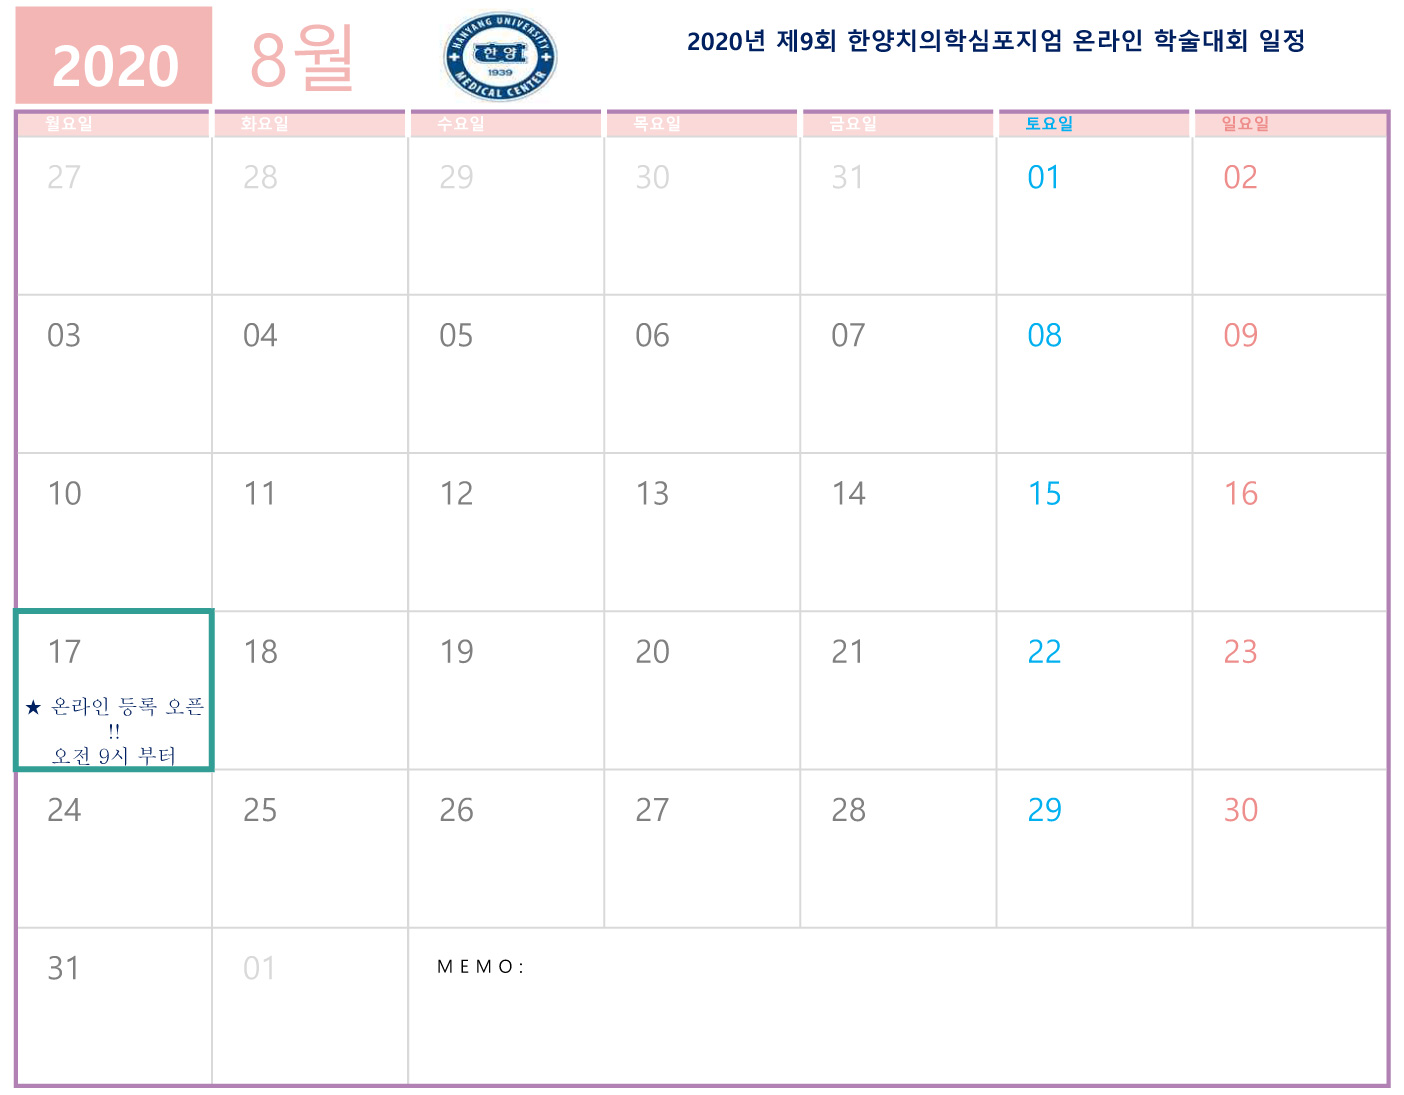 2020
8월
HANYANG UNIVERSITY
한양
1939
MEDICAL CENTER
2020년 제9회 한양치의학심포지엄 온라인 학술대회 일정
월요일 화요일 수요일 목요일 금요일 토요일 일요일
27 28 29 30 31 01 02
03 04 05 06 07 08 09
10 11 12 13 14 15 16
17 18 19 20 21 22 23
★ 온라인 등록 오픈
!!
오전 9시 부터
24 25 26 27 28 29 30
31 01 MEMO: